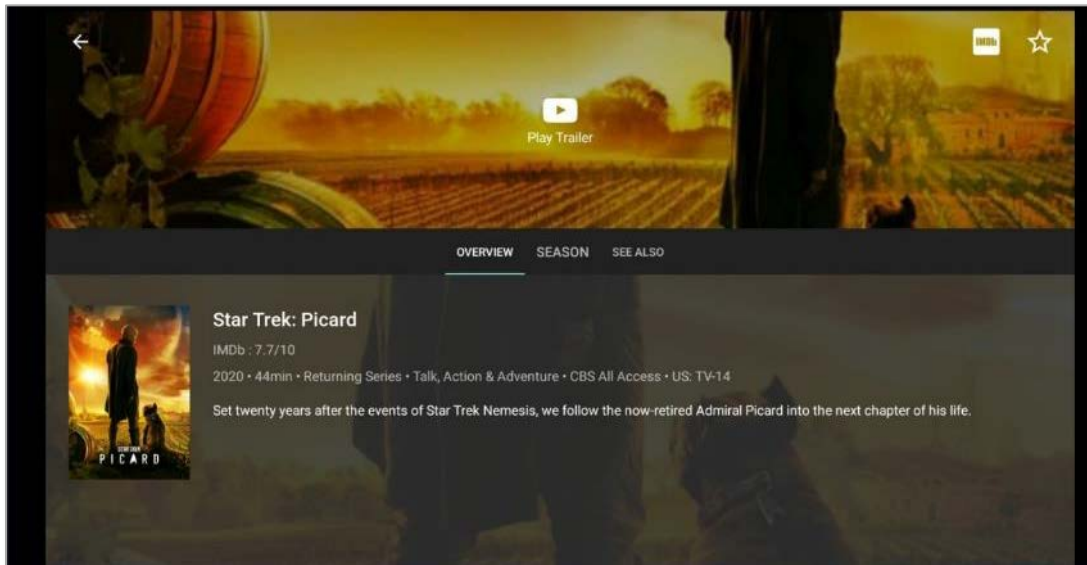 IMDb
Play Trailer
OVERVIEW SEASON SEE ALSO
Star Trek: Picard
IMDb : 7.7/10
2020 • 44min • Returning Series • Talk, Action & Adventure • CBS All Access • US: TV-14
Set twenty years after the events of Star Trek Nemesis, we follow the now-retired Admiral Picard into the next chapter of his life.
STAR TREK
PICARD